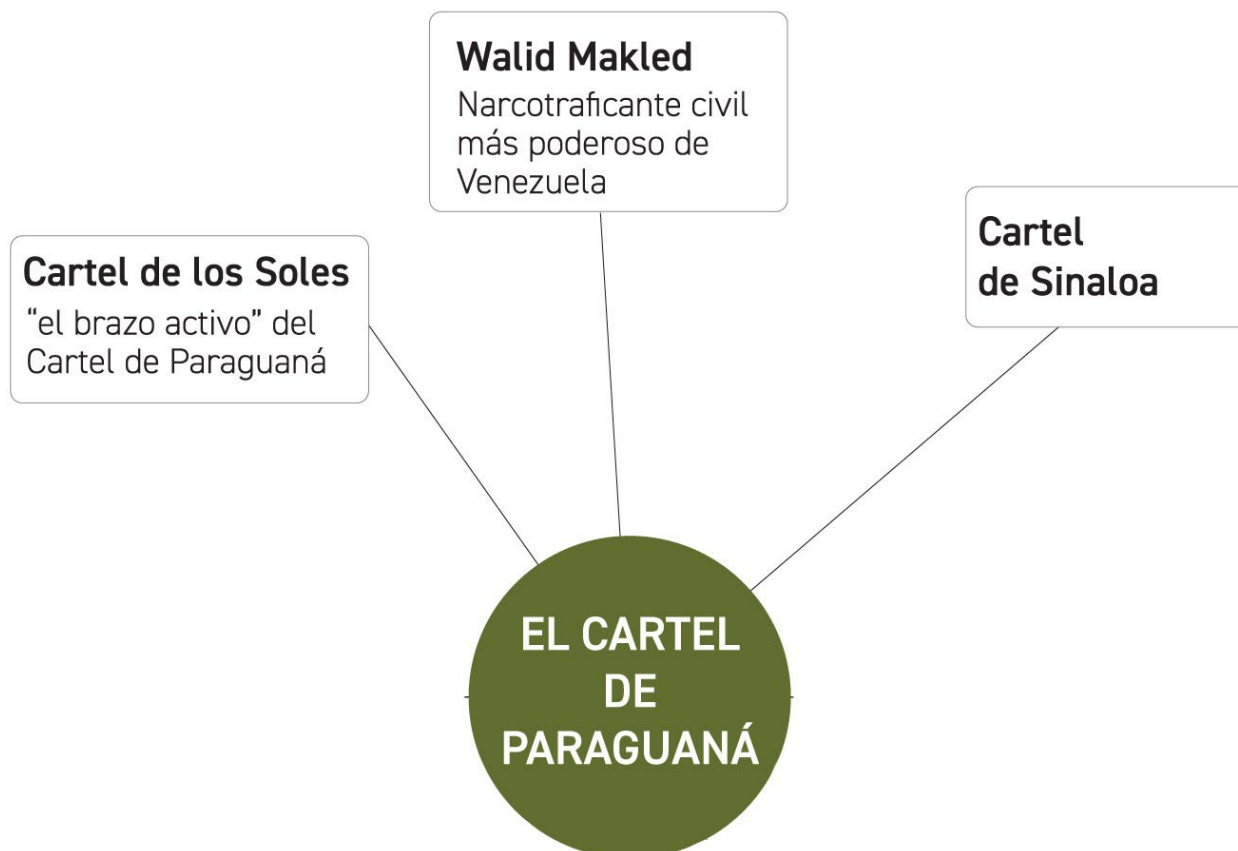 Walid Makled
Narcotraficante civil
más poderoso de
Venezuela
Cartel de los Soles
“el brazo activo” del
Cartel de Paraguaná
Cartel
de Sinaloa
EL CARTEL
DE
PARAGUANÁ